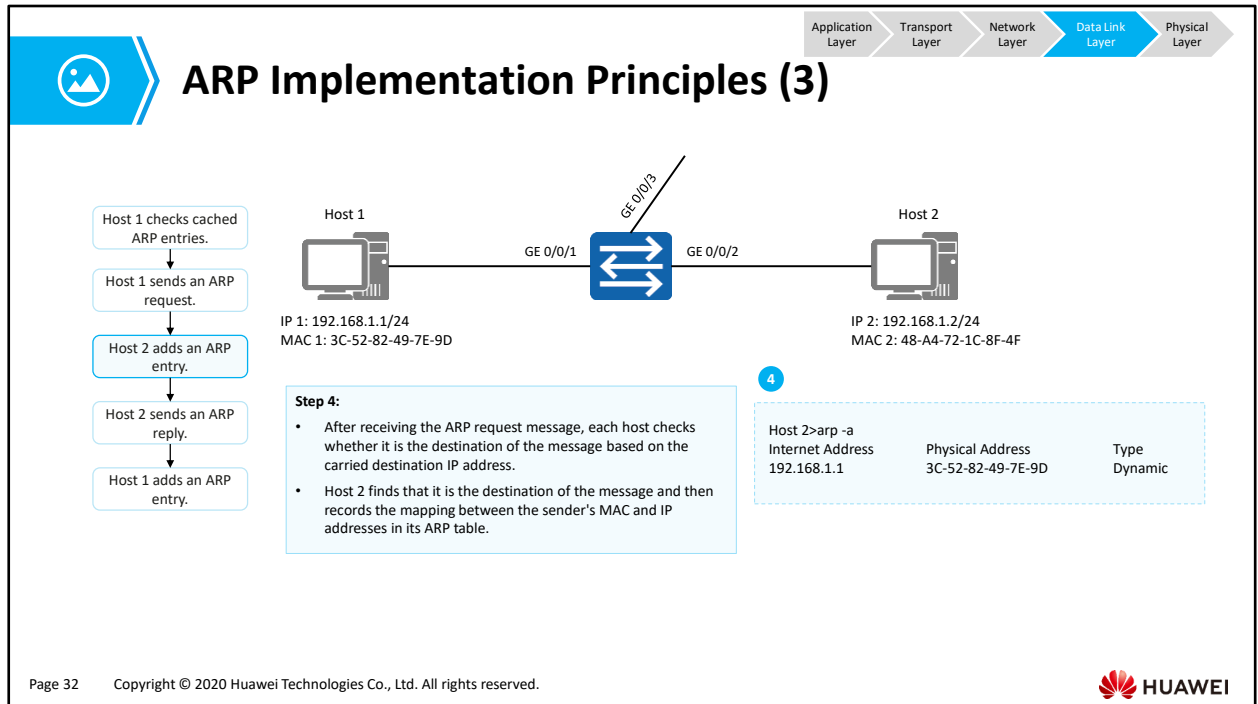 Application
Layer
Transport
Layer
Network
Layer
Data Link
Layer
Physical
Layer
ARP Implementation Principles (3)
Host 1 checks cached
ARP entries.
Host 1 sends an ARP
request.
Host 2 adds an ARP
entry.
Host 2 sends an ARP
reply.
Host 1 adds an ARP
entry.
Host 1
GE 0/0/1
GE 0/0/3
GE 0/0/2
Host 2
IP 1: 192.168.1.1/24
MAC 1: 3C-52-82-49-7E-9D
IP 2: 192.168.1.2/24
MAC 2: 48-A4-72-1C-8F-4F
Step 4:
• After receiving the ARP request message, each host checks
whether it is the destination of the message based on the
carried destination IP address.
• Host 2 finds that it is the destination of the message and then
records the mapping between the sender's MAC and IP
addresses in its ARP table.
4
Host 2>arp -a
Internet Address Physical Address Type
192.168.1.1 3C-52-82-49-7E-9D Dynamic
Page 32 Copyright © 2020 Huawei Technologies Co., Ltd. All rights reserved.
HUAWEI